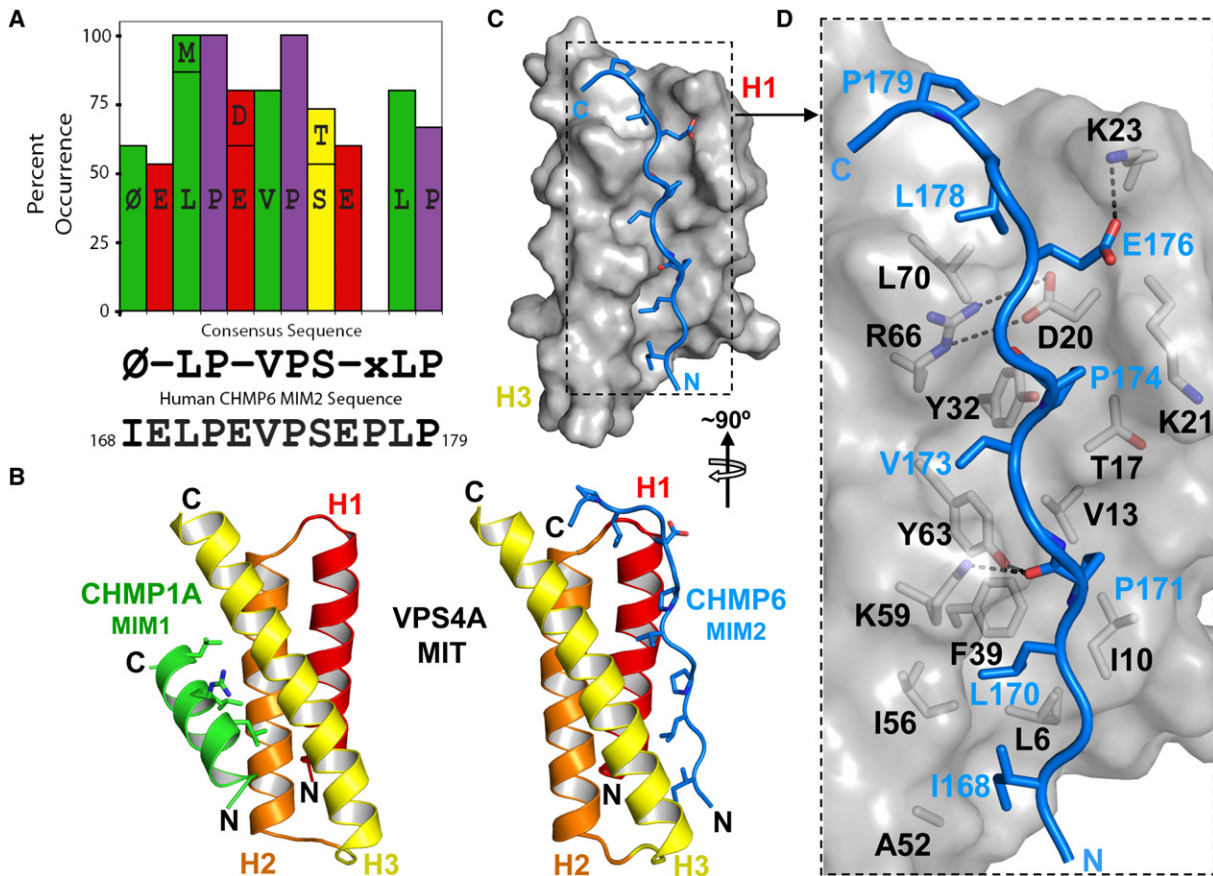 A
100
75
50
25
0
Percent
Occurrence
Ø E L M P E D V P S T E L P
Consensus Sequence
Ø-LP-VPS-xLP
Human CHMP6 MIM2 Sequence
168 IELPEVPSEPLP 179
B
C
H1
CHMP1A
MIM1
C
N
N
H2
H3
VPS4A
MIT
H1
C
CHMP6
MIM2
N
N
H2
H3
C
H1
C
N
H3
~90º
D
P179
C
K23
L178
E176
L70
R66
D20
P174
Y32
K21
V173
T17
Y63
V13
K59
P171
F39
I10
L170
I56
L6
I168
A52
N